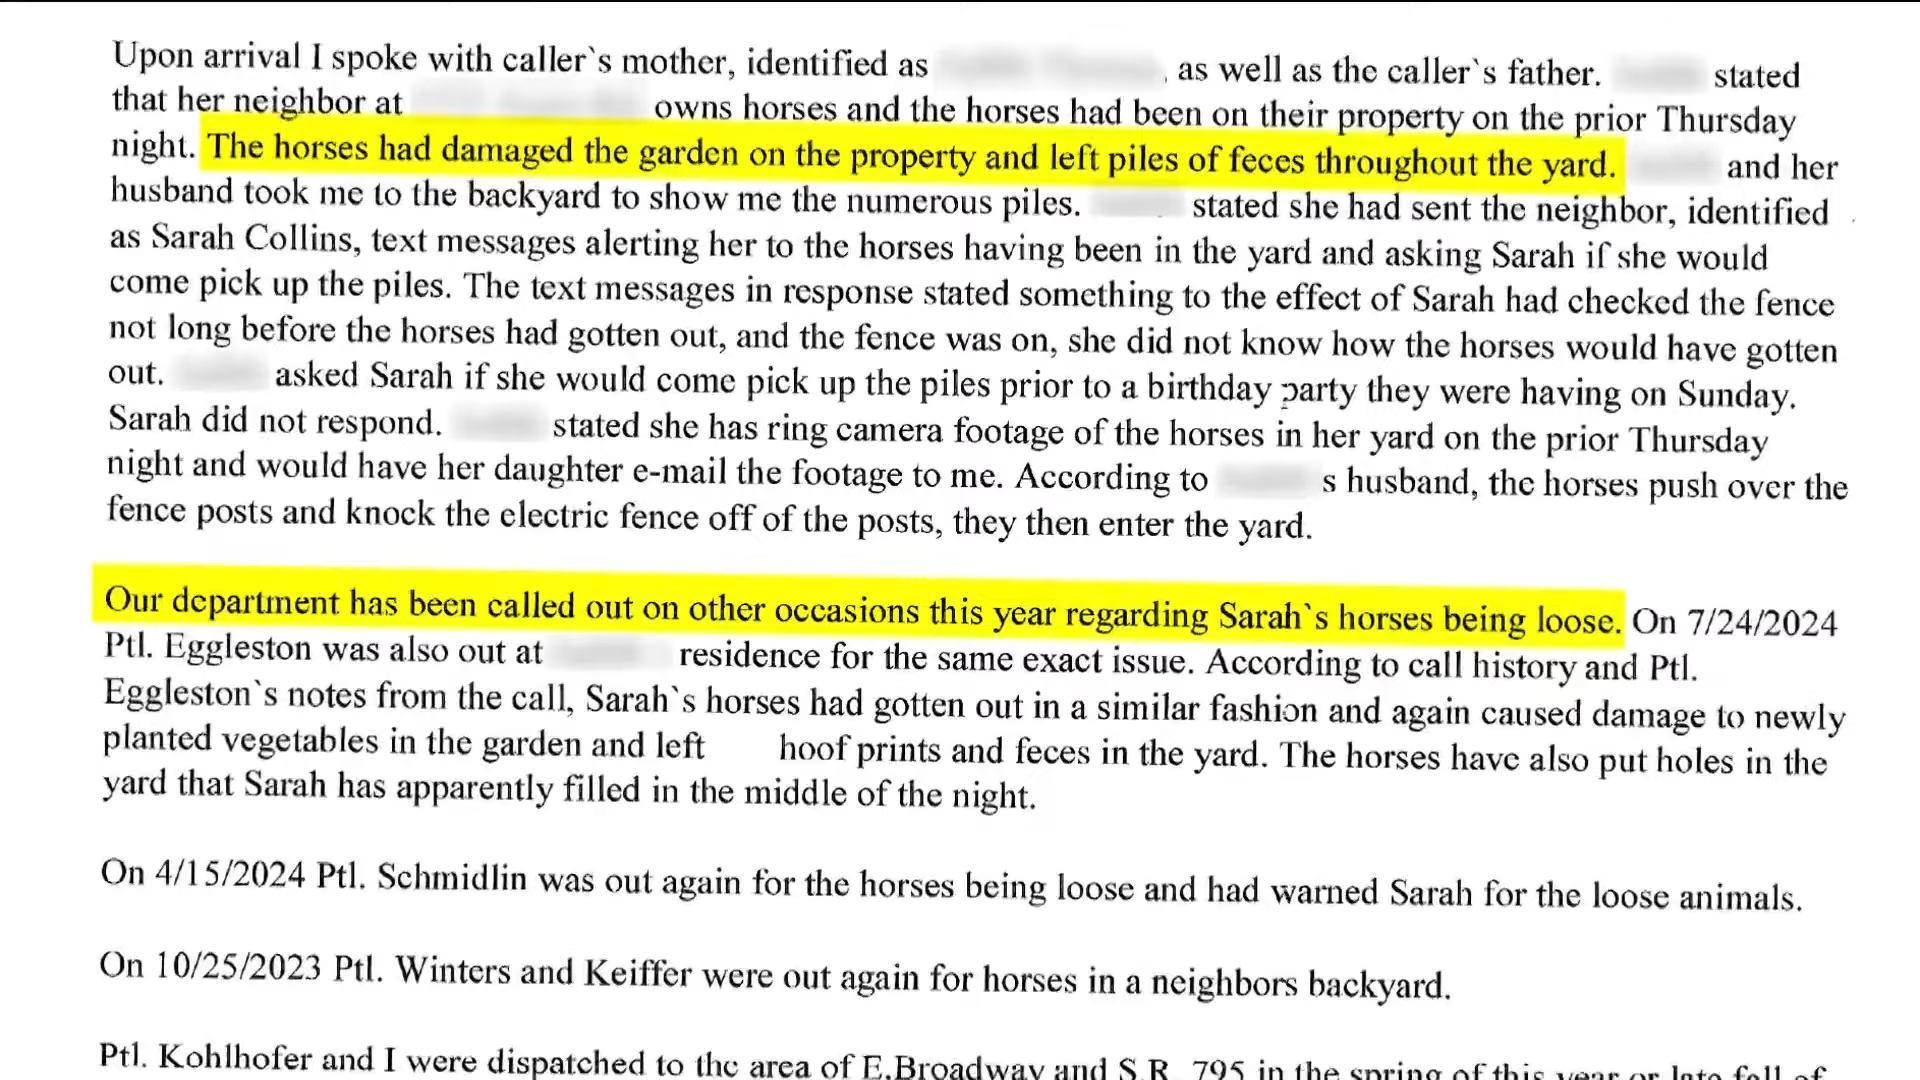 Upon arrival I spoke with caller`s mother, identified as , as well as the caller`s father. stated
that her neighbor at owns horses and the horses had been on their property on the prior Thursday
night. The horses had damaged the garden on the property and left piles of feces throughout the yard. and her
husband took me to the backyard to show me the numerous piles. stated she had sent the neighbor, identified
as Sarah Collins, text messages alerting her to the horses having been in the yard and asking Sarah if she would
come pick up the piles. The text messages in response stated something to the effect of Sarah had checked the fence
not long before the horses had gotten out, and the fence was on, she did not know how the horses would have gotten
out. asked Sarah if she would come pick up the piles prior to a birthday party they were having on Sunday.
Sarah did not respond. stated she has ring camera footage of the horses in her yard on the prior Thursday
night and would have her daughter e-mail the footage to me. According to s husband, the horses push over the
fence posts and knock the electric fence off of the posts, they then enter the yard.
Our department has been called out on other occasions this year regarding Sarah`s horses being loose. On 7/24/2024
Ptl. Eggleston was also out at residence for the same exact issue. According to call history and Ptl.
Eggleston`s notes from the call, Sarah`s horses had gotten out in a similar fashion and again caused damage to newly
planted vegetables in the garden and left hoof prints and feces in the yard. The horses have also put holes in the
yard that Sarah has apparently filled in the middle of the night.
On 4/15/2024 Ptl. Schmidlin was out again for the horses being loose and had warned Sarah for the loose animals.
On 10/25/2023 Ptl. Winters and Keiffer were out again for horses in a neighbors backyard.
Ptl. Kohlhofer and I were dispatched to the area of E.Broadway and S.R. 795 in the spring of this year or late fall of